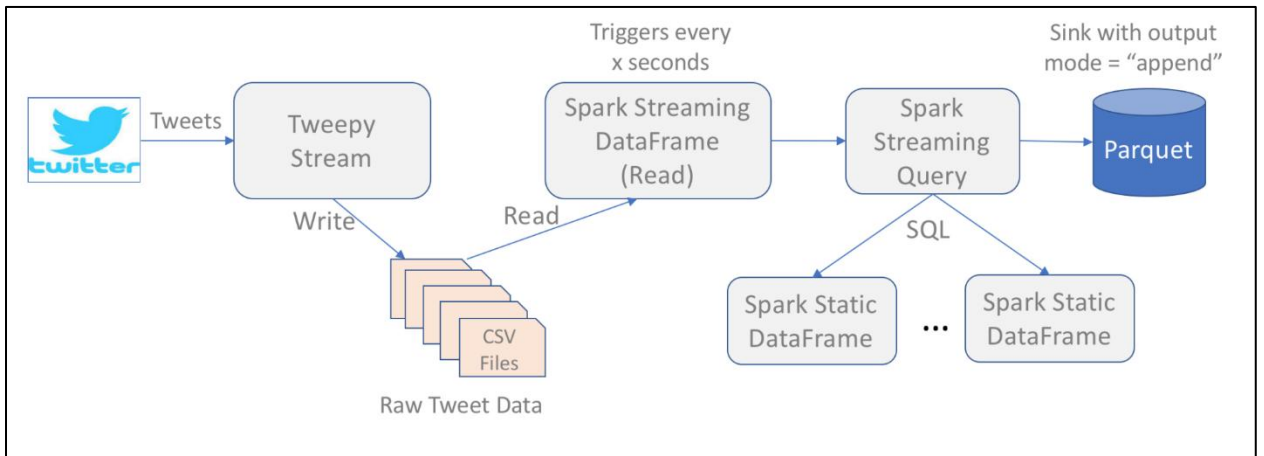 Triggers every
x seconds
Sink with output
mode = “append”
twitter
Tweets
Tweepy
Stream
Spark Streaming
DataFrame
(Read)
Spark
Streaming
Query
Parquet
Write
Read
SQL
CSV
Files
Raw Tweet Data
Spark Static
DataFrame
...
Spark Static
DataFrame